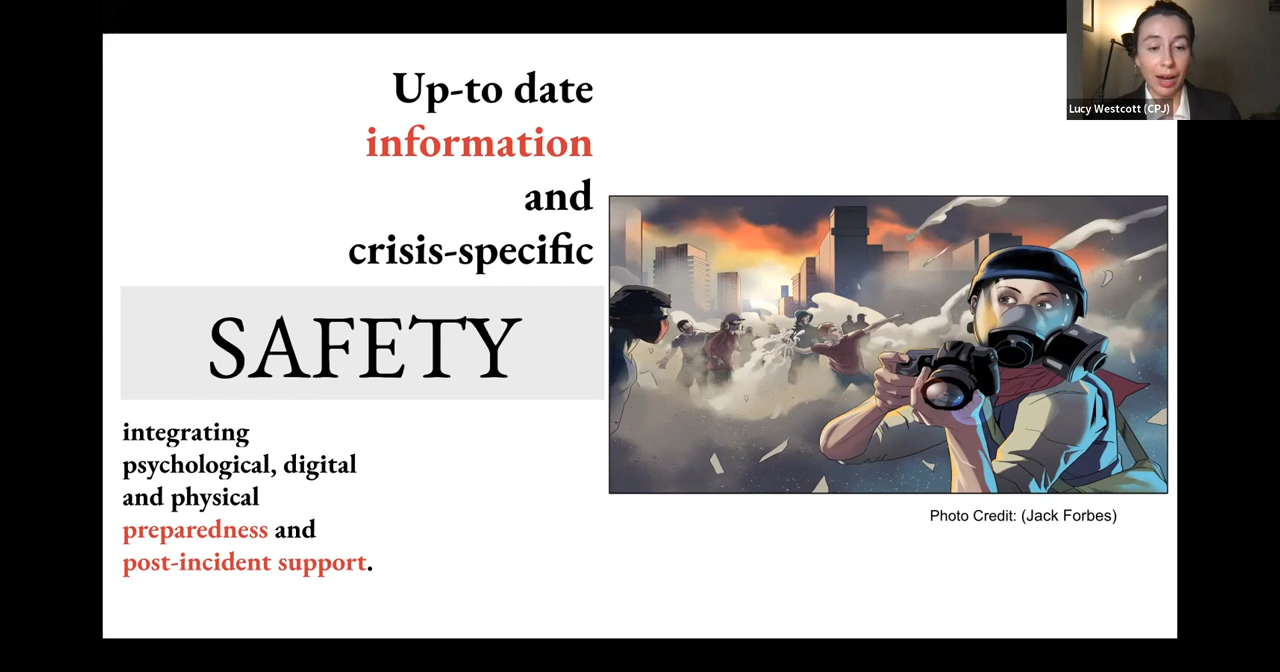 Up-to date
information
and
crisis-specific
SAFETY
integrating
psychological, digital
and physical
preparedness and
post-incident support.
Photo Credit: (Jack Forbes)
Lucy Westcott (CPJ)